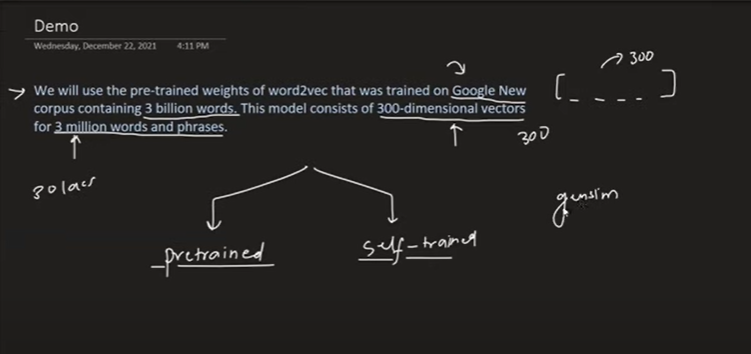 Demo
Wednesday, December 22, 2021 4:11 PM
300
We will use the pre-trained weights of word2vec that was trained on Google New
corpus containing 3 billion words. This model consists of 300-dimensional vectors
for 3 million words and phrases.
300
30 lacs
gensim
pretrained
self-trained